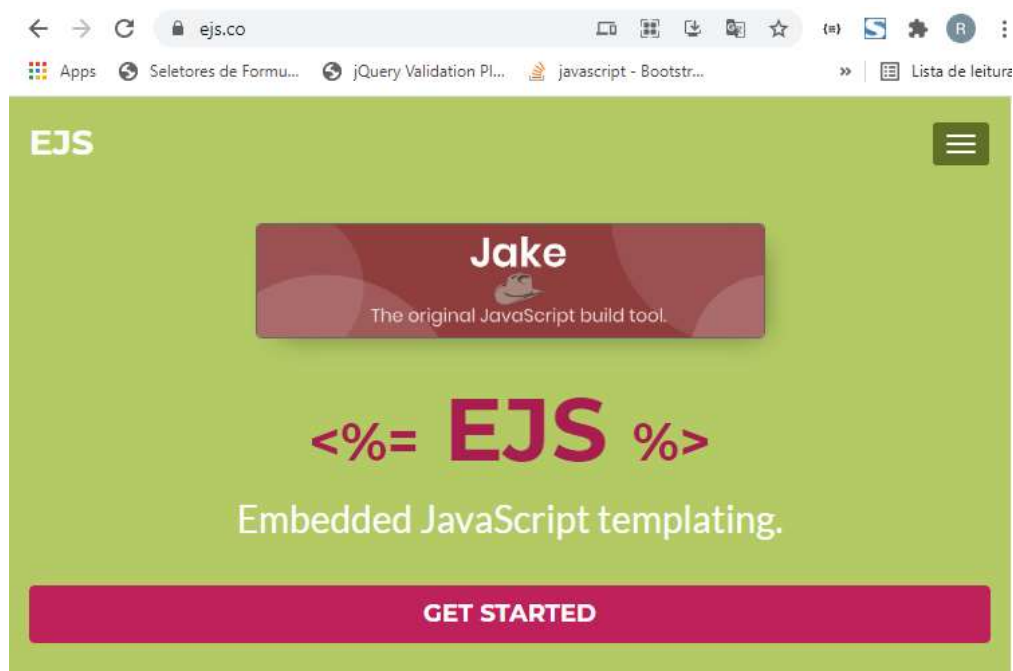 ejs.co
Apps Seletores de Formu... jQuery Validation Pl... javascript - Bootstr... » Lista de leitura
EJS
Jake
The original JavaScript build tool.
<%= EJS %>
Embedded JavaScript templating.
GET STARTED